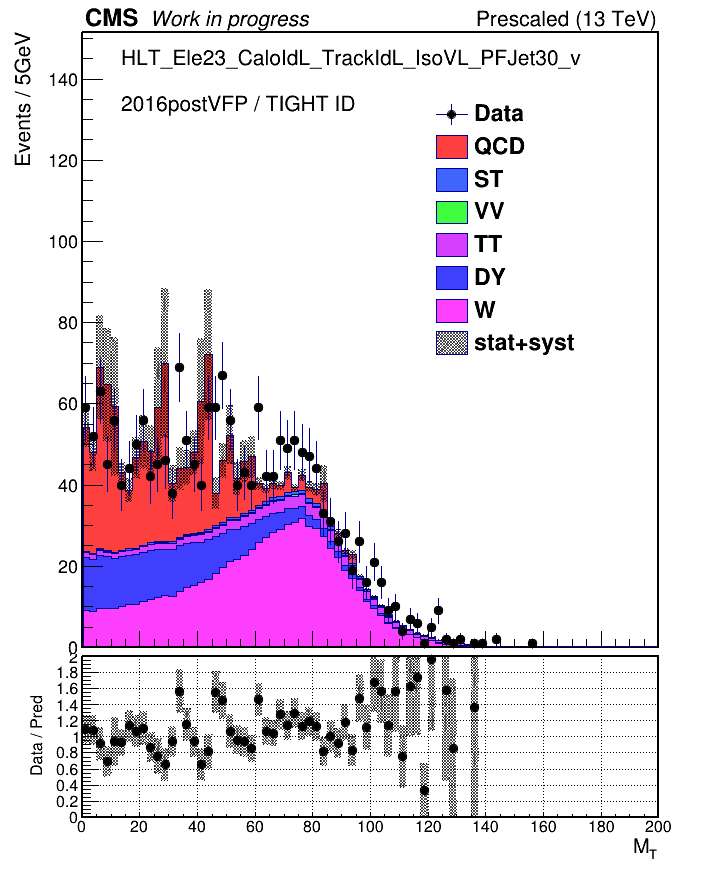 CMS Work in progress Prescaled (13 TeV)
HLT_Ele23_CaloIdL_TrackIdL_IsoVL_PFJet30_v
2016postVFP / TIGHT ID
Events / 5GeV
140
120
100
80
60
40
20
0
Data
QCD
ST
VV
TT
DY
W
stat+syst
Data / Pred
2
1.8
1.6
1.4
1.2
1
0.8
0.6
0.4
0.2
0
0 20 40 60 80 100 120 140 160 180 200
M_T